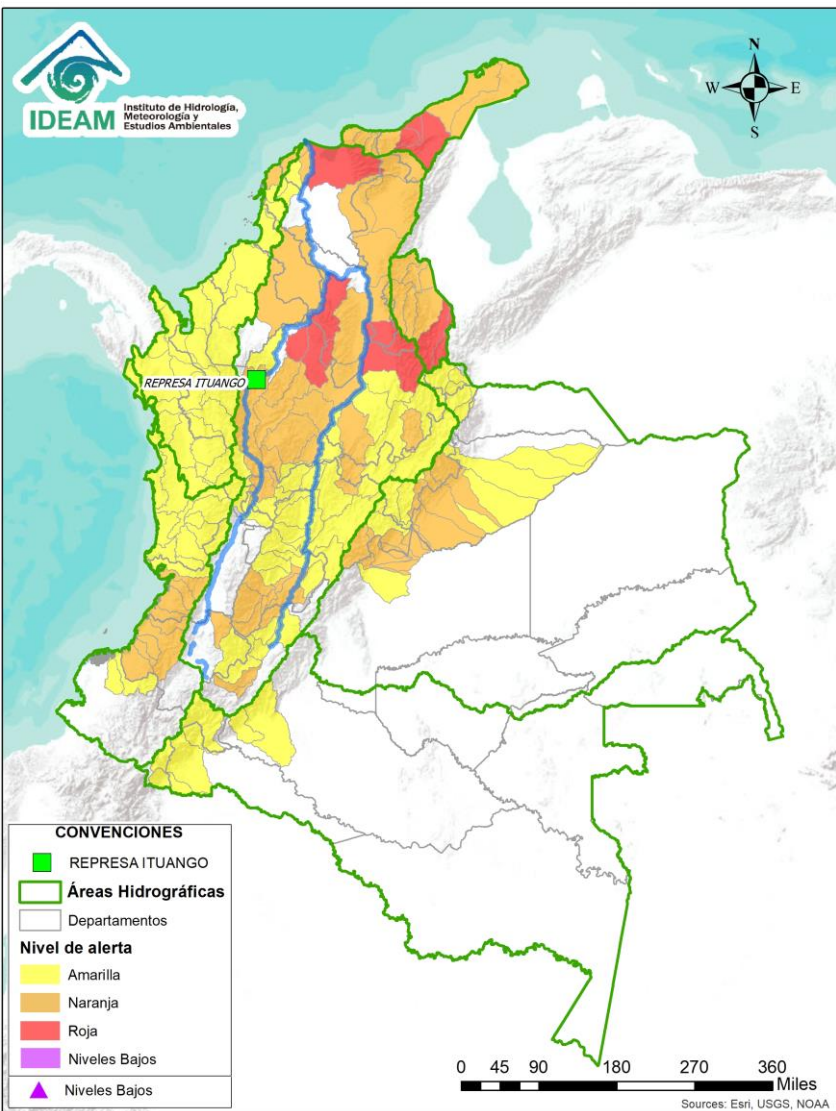 IDEAM
Instituto de Hidrología,
Meteorología y
Estudios Ambientales
N
W
E
S
REPRESA ITUANGO
CONVENCIONES
REPRESA ITUANGO
Áreas Hidrográficas
Departamentos
Nivel de alerta
Amarilla
Naranja
Roja
Niveles Bajos
Niveles Bajos
0 45 90 180 270 360
Miles
Sources: Esri, USGS, NOAA